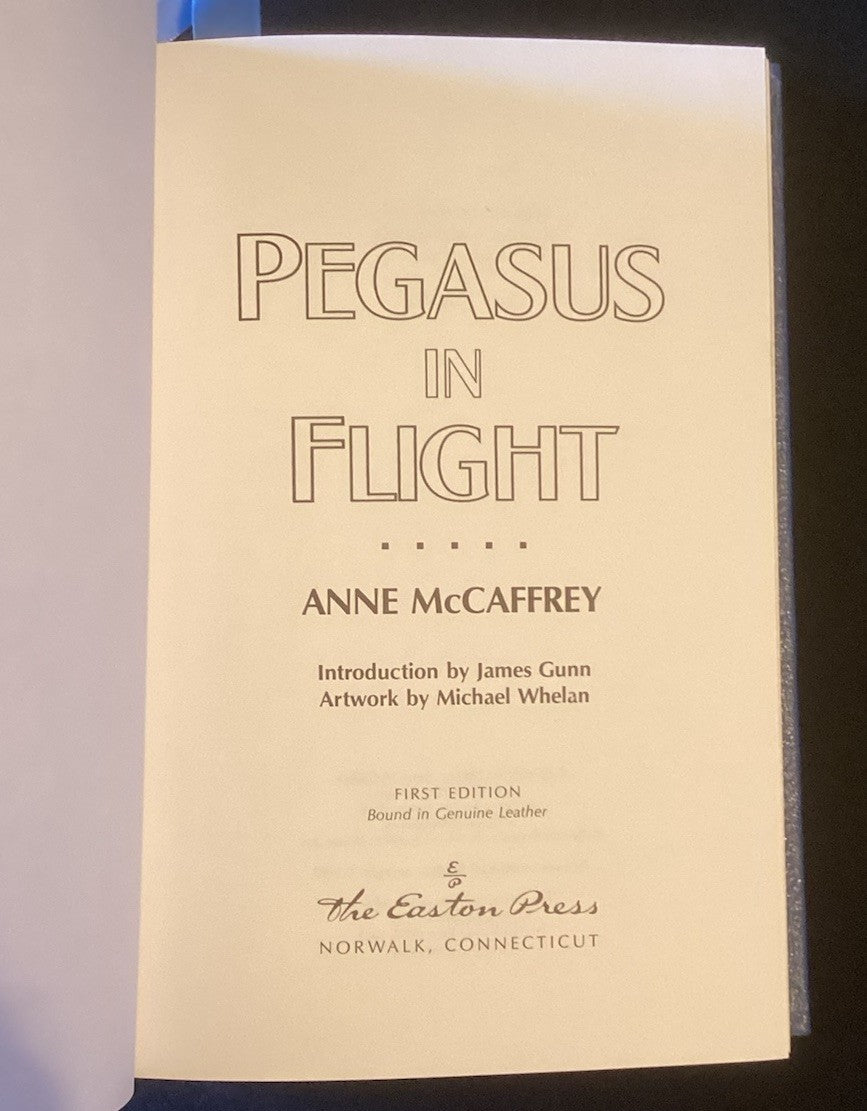 PEGASUS
IN
FLIGHT
ANNE McCAFFREY
Introduction by James Gunn
Artwork by Michael Whelan
FIRST EDITION
Bound in Genuine Leather
E
P
the Easton Press
NORWALK, CONNECTICUT